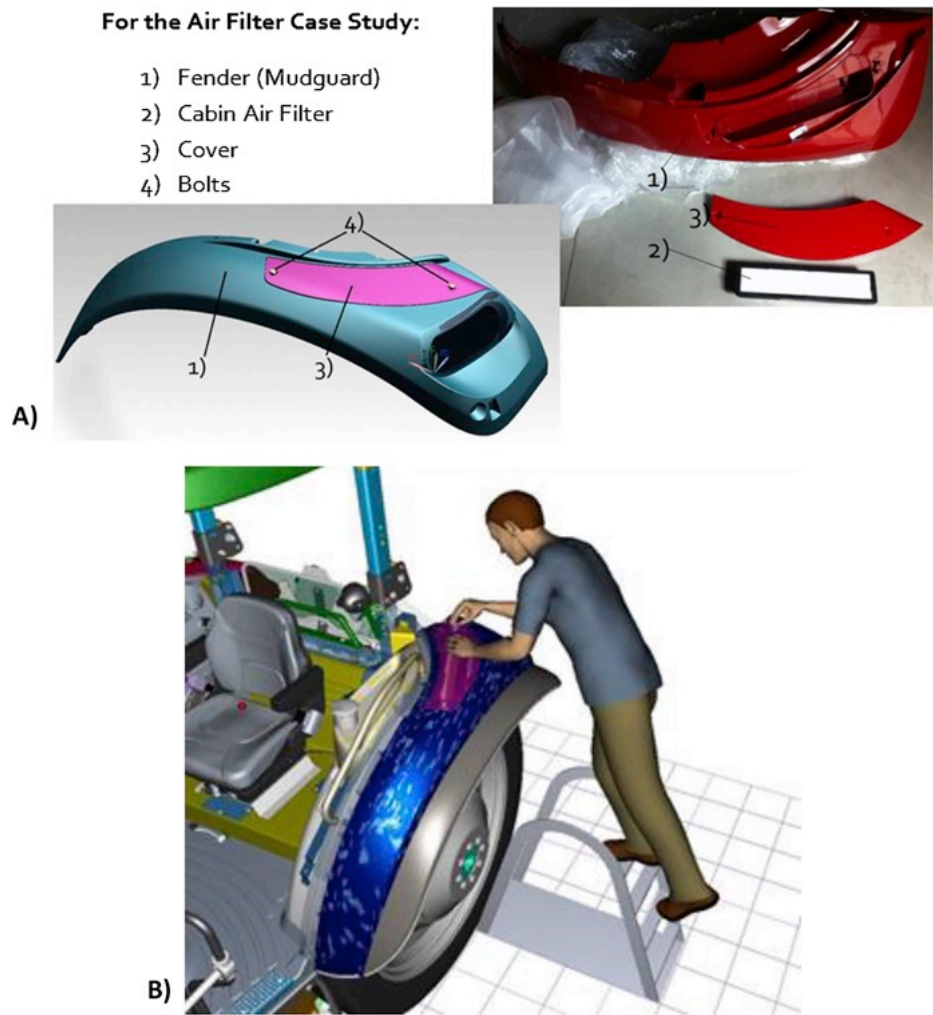 For the Air Filter Case Study:
1) Fender (Mudguard)
2) Cabin Air Filter
3) Cover
4) Bolts
1)
3)
2)
4)
1)
3)
A)
B)